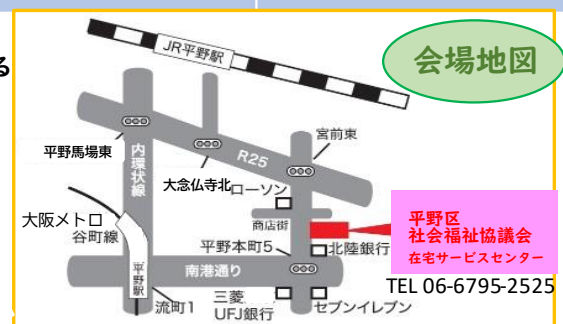 る
JR平野駅
会場地図
宮前東
平野馬場東
内環状線
R25
大念仏寺北
ローソン
商店街
大阪メトロ
谷町線
平野駅
平野本町5
北陸銀行
平野区
社会福祉協議会
在宅サービスセンター
南港通り
TEL 06-6795-2525
流町1
三菱
UFJ銀行
セブンイレブン